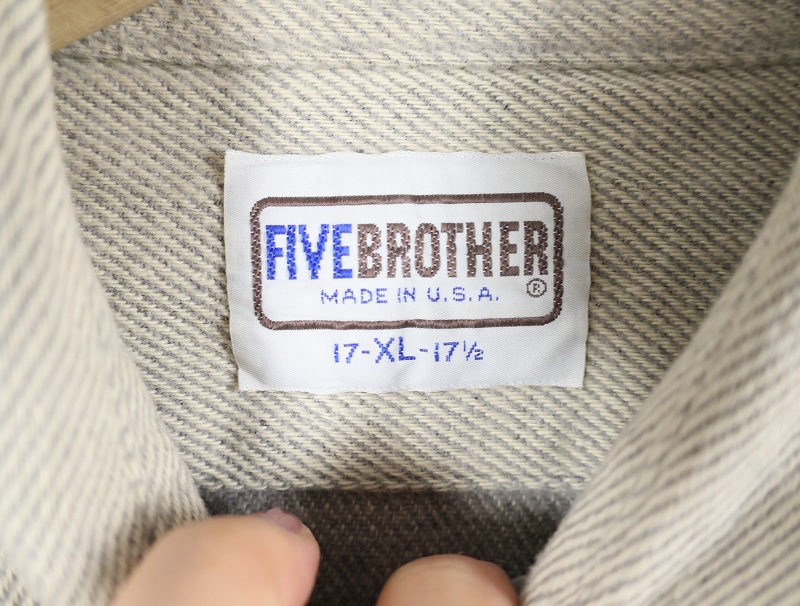 FIVEBROTHER
MADE IN U.S.A. ®
17-XL-17½